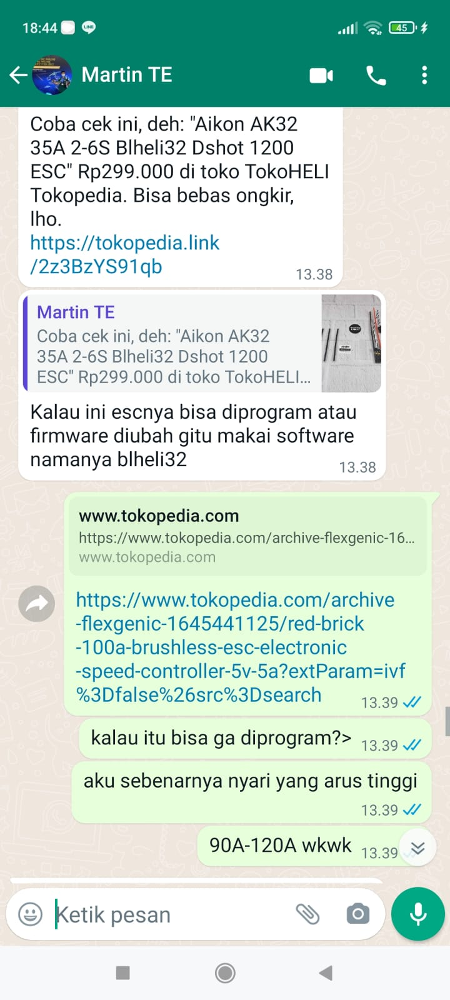 18:44
LINE
45
Martin TE
Coba cek ini, deh: "Aikon AK32
35A 2-6S Blheli32 Dshot 1200
ESC" Rp299.000 di toko TokoHELI
Tokopedia. Bisa bebas ongkir,
lho.
https://tokopedia.link
/2z3BzYS91qb
13.38
Martin TE
Coba cek ini, deh: "Aikon AK32
35A 2-6S Blheli32 Dshot 1200
ESC" Rp299.000 di toko TokoHELI...
Kalau ini escnya bisa diprogram atau
firmware diubah gitu makai software
namanya blheli32
13.38
www.tokopedia.com
https://www.tokopedia.com/archive-flexgenic-16...
www.tokopedia.com
https://www.tokopedia.com/archive
-flexgenic-1645441125/red-brick
-100a-brushless-esc-electronic
-speed-controller-5v-5a?extParam=ivf
%3Dfalse%26src%3Dsearch
13.39
kalau itu bisa ga diprogram?>
13.39
aku sebenarnya nyari yang arus tinggi
13.39
90A-120A wkwk
13.39
Ketik pesan